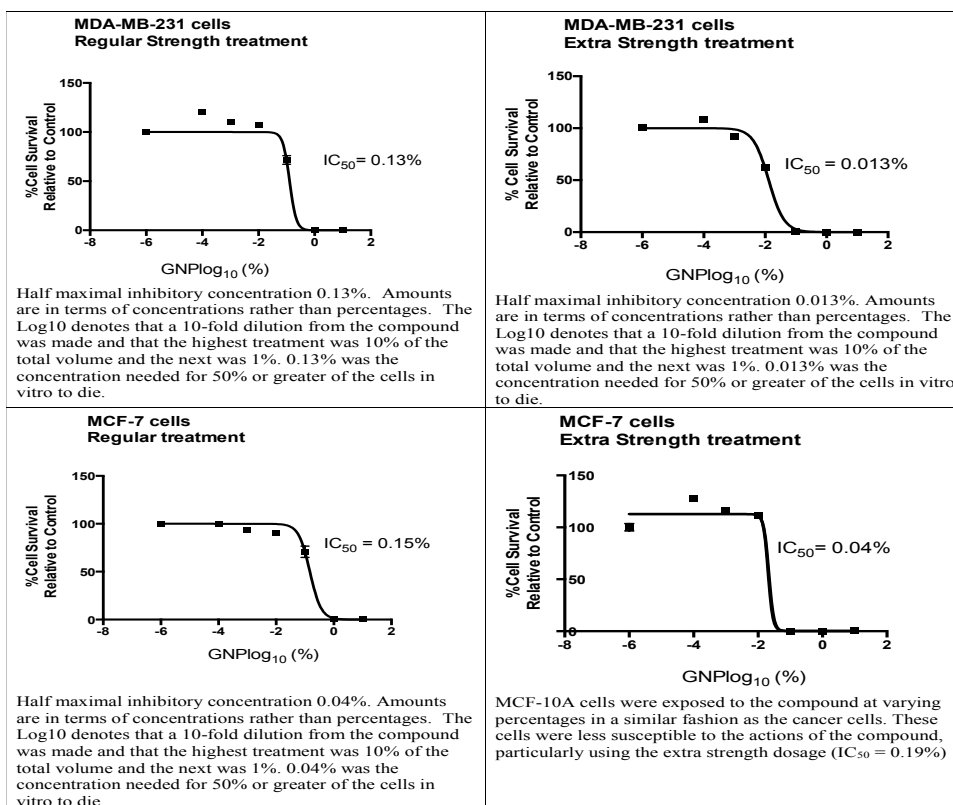 MDA-MB-231 cells
Regular Strength treatment
150
100
50
0
%Cell Survival
Relative to Control
IC50 = 0.13%
-8 -6 -4 -2 0 2
GNPlog10 (%)
Half maximal inhibitory concentration 0.13%. Amounts
are in terms of concentrations rather than percentages. The
Log10 denotes that a 10-fold dilution from the compound
was made and that the highest treatment was 10% of the
total volume and the next was 1%. 0.13% was the
concentration needed for 50% or greater of the cells in
vitro to die.
MDA-MB-231 cells
Extra Strength treatment
150
100
50
0
% Cell Survival
Relative to Control
IC50 = 0.013%
-8 -6 -4 -2 0 2
GNPlog10 (%)
Half maximal inhibitory concentration 0.013%. Amounts
are in terms of concentrations rather than percentages. The
Log10 denotes that a 10-fold dilution from the compound
was made and that the highest treatment was 10% of the
total volume and the next was 1%. 0.013% was the
concentration needed for 50% or greater of the cells in vitro
to die.
MCF-7 cells
Regular treatment
150
100
50
0
%Cell Survival
Relative to Control
IC50 = 0.15%
-8 -6 -4 -2 0 2
GNPlog10 (%)
Half maximal inhibitory concentration 0.04%. Amounts
are in terms of concentrations rather than percentages. The
Log10 denotes that a 10-fold dilution from the compound
was made and that the highest treatment was 10% of the
total volume and the next was 1%. 0.04% was the
concentration needed for 50% or greater of the cells in
vitro to die
MCF-7 cells
Extra Strength treatment
150
100
50
0
%Cell Survival
Relative to Control
IC50= 0.04%
-8 -6 -4 -2 0 2
GNPlog10 (%)
MCF-10A cells were exposed to the compound at varying
percentages in a similar fashion as the cancer cells. These
cells were less susceptible to the actions of the compound,
particularly using the extra strength dosage (IC50 = 0.19%)